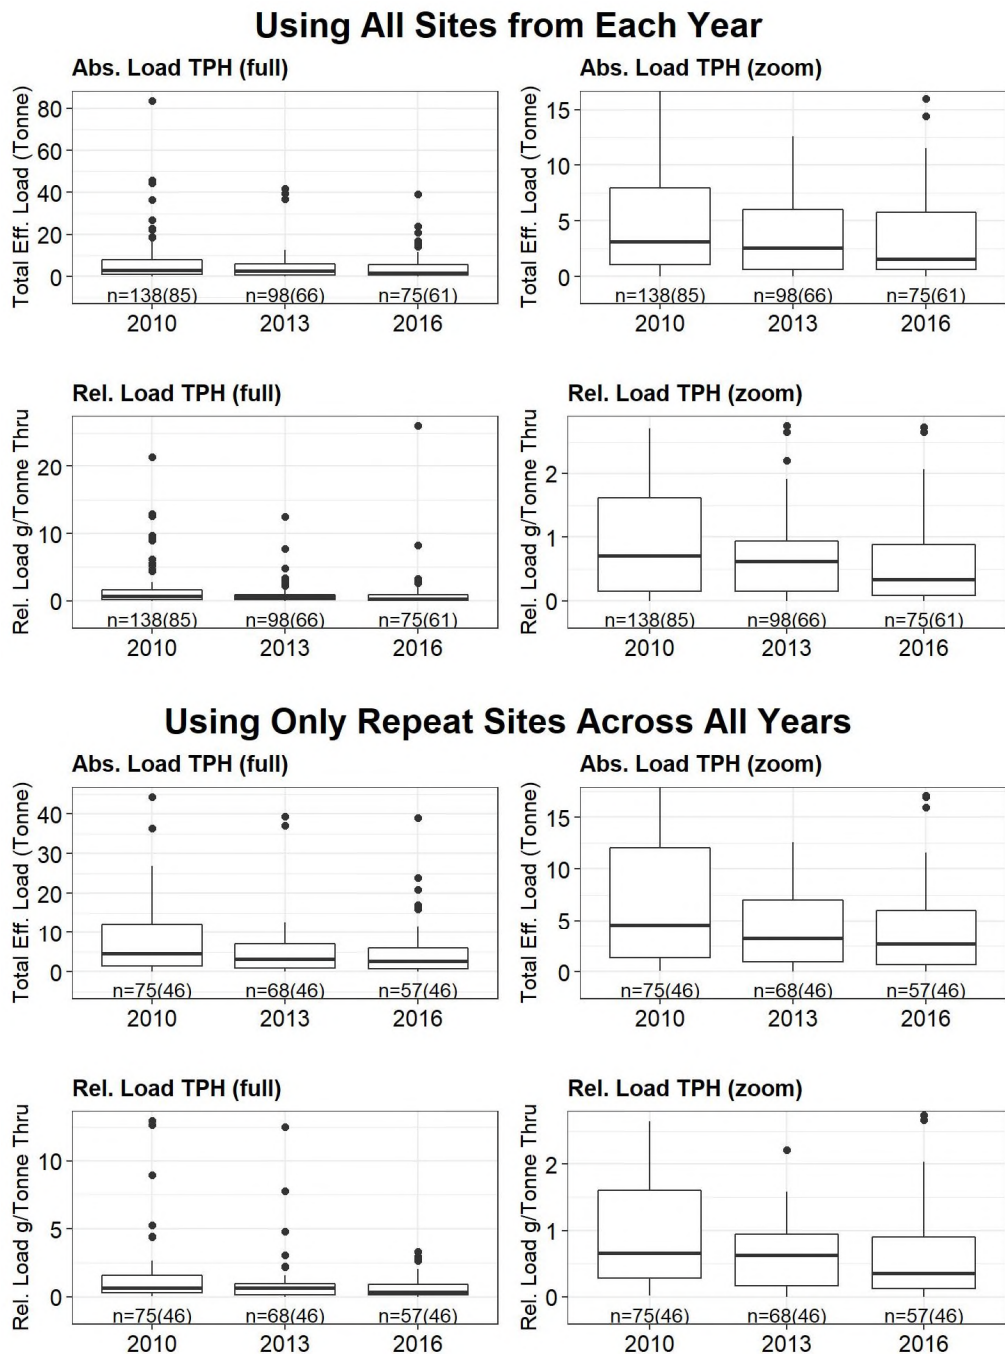 Using All Sites from Each Year
Abs. Load TPH (full)
Total Eff. Load (Tonne)
80
60
40
20
0
n=138(85) n=98(66) n=75(61)
2010 2013 2016
Abs. Load TPH (zoom)
Total Eff. Load (Tonne)
15
10
5
0
n=138(85) n=98(66) n=75(61)
2010 2013 2016
Rel. Load TPH (full)
Rel. Load g/Tonne Thru
20
10
0
n=138(85) n=98(66) n=75(61)
2010 2013 2016
Rel. Load TPH (zoom)
Rel. Load g/Tonne Thru
2
1
0
n=138(85) n=98(66) n=75(61)
2010 2013 2016
Using Only Repeat Sites Across All Years
Abs. Load TPH (full)
Total Eff. Load (Tonne)
40
30
20
10
0
n=75(46) n=68(46) n=57(46)
2010 2013 2016
Abs. Load TPH (zoom)
Total Eff. Load (Tonne)
15
10
5
0
n=75(46) n=68(46) n=57(46)
2010 2013 2016
Rel. Load TPH (full)
Rel. Load g/Tonne Thru
10
5
0
n=75(46) n=68(46) n=57(46)
2010 2013 2016
Rel. Load TPH (zoom)
Rel. Load g/Tonne Thru
2
1
0
n=75(46) n=68(46) n=57(46)
2010 2013 2016